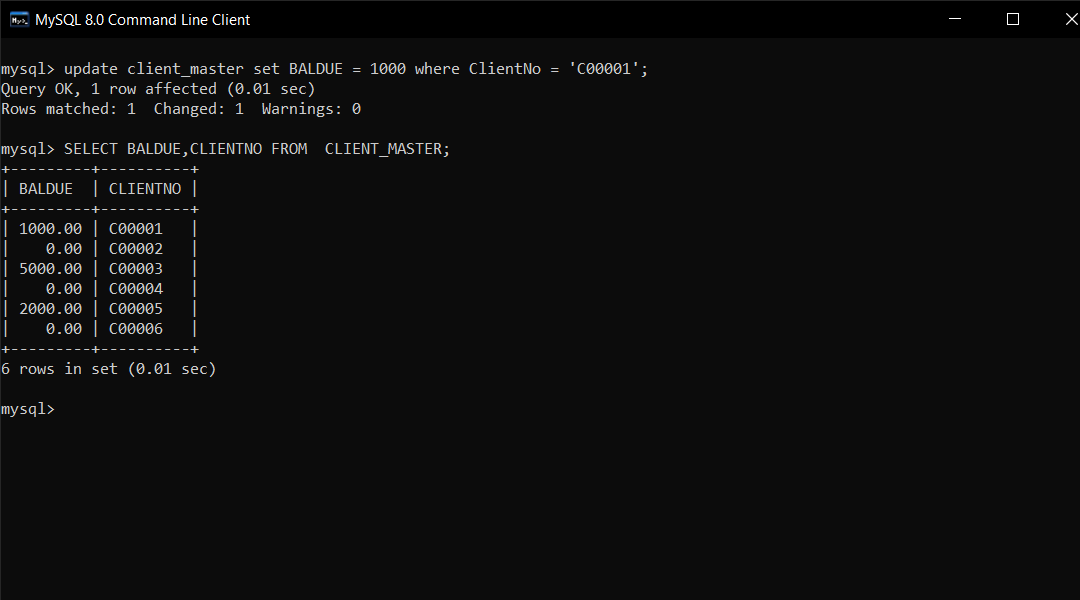 MySQL 8.0 Command Line Client
mysql> update client_master set BALDUE = 1000 where ClientNo = 'C00001';
Query OK, 1 row affected (0.01 sec)
Rows matched: 1  Changed: 1  Warnings: 0
mysql> SELECT BALDUE,CLIENTNO FROM  CLIENT_MASTER;
+---------+----------+
| BALDUE  | CLIENTNO |
+---------+----------+
| 1000.00 | C00001   |
|    0.00 | C00002   |
| 5000.00 | C00003   |
|    0.00 | C00004   |
| 2000.00 | C00005   |
|    0.00 | C00006   |
+---------+----------+
6 rows in set (0.01 sec)
mysql>